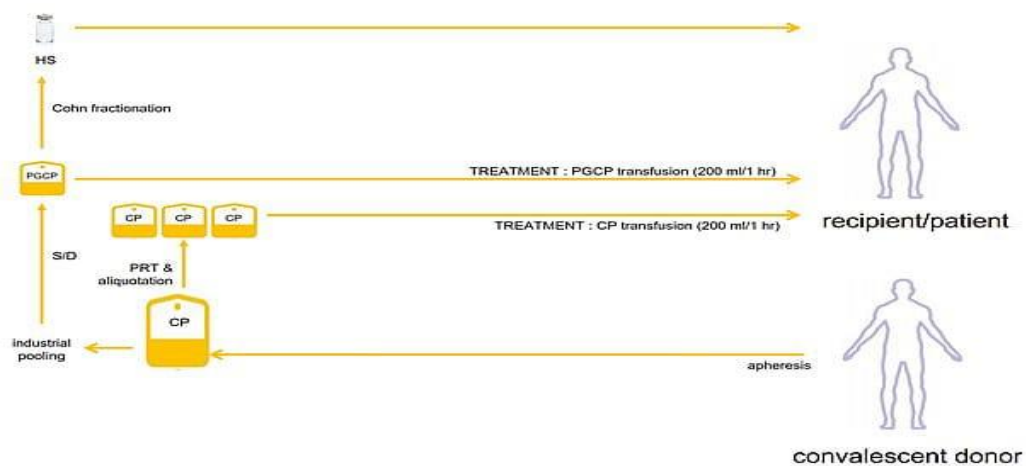 HS
Cohn fractionation
PGCP
TREATMENT : PGCP transfusion (200 ml/1 hr)
CP CP CP
TREATMENT : CP transfusion (200 ml/1 hr)
recipient/patient
S/D
PRT &
aliquotation
CP
industrial
pooling
apheresis
convalescent donor